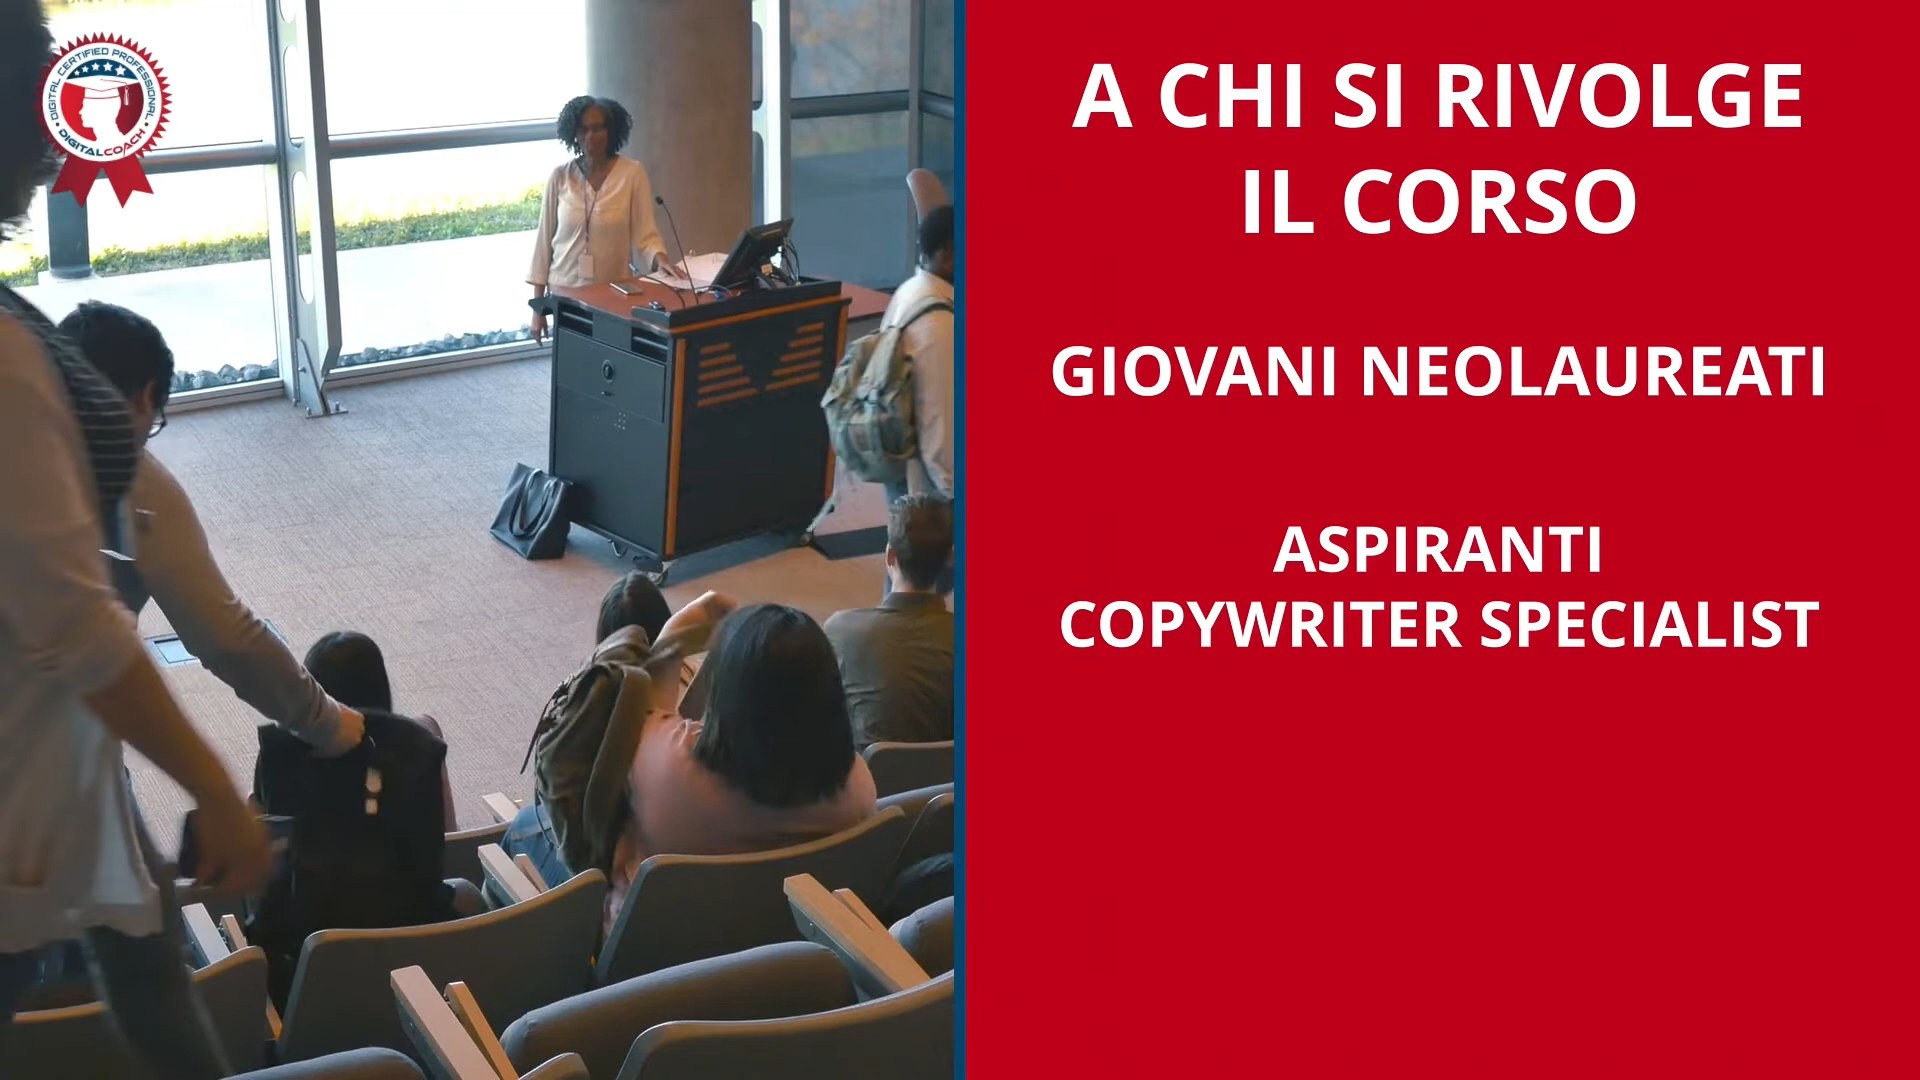 DIGITAL CERTIFIED PROFESSIONAL
DIGITALCOACH
A CHI SI RIVOLGE
IL CORSO
GIOVANI NEOLAUREATI
ASPIRANTI
COPYWRITER SPECIALIST